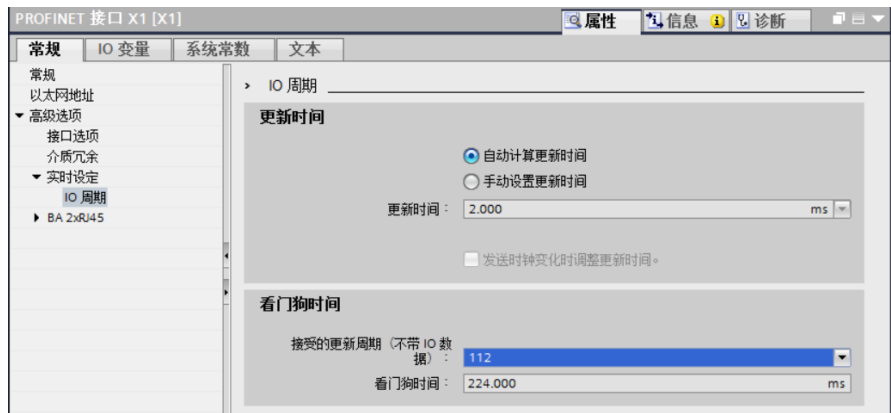 PROFINET 接口 X1 [X1]
属性
信息
诊断
常规
IO 变量
系统常数
文本
常规
以太网地址
高级选项
接口选项
介质冗余
实时设定
IO 周期
BA 2xRJ45
IO 周期
更新时间
自动计算更新时间
手动设置更新时间
更新时间：
2.000
ms
发送时钟变化时调整更新时间。
看门狗时间
接受的更新周期（不带 IO 数
据）：
112
看门狗时间：
224.000
ms